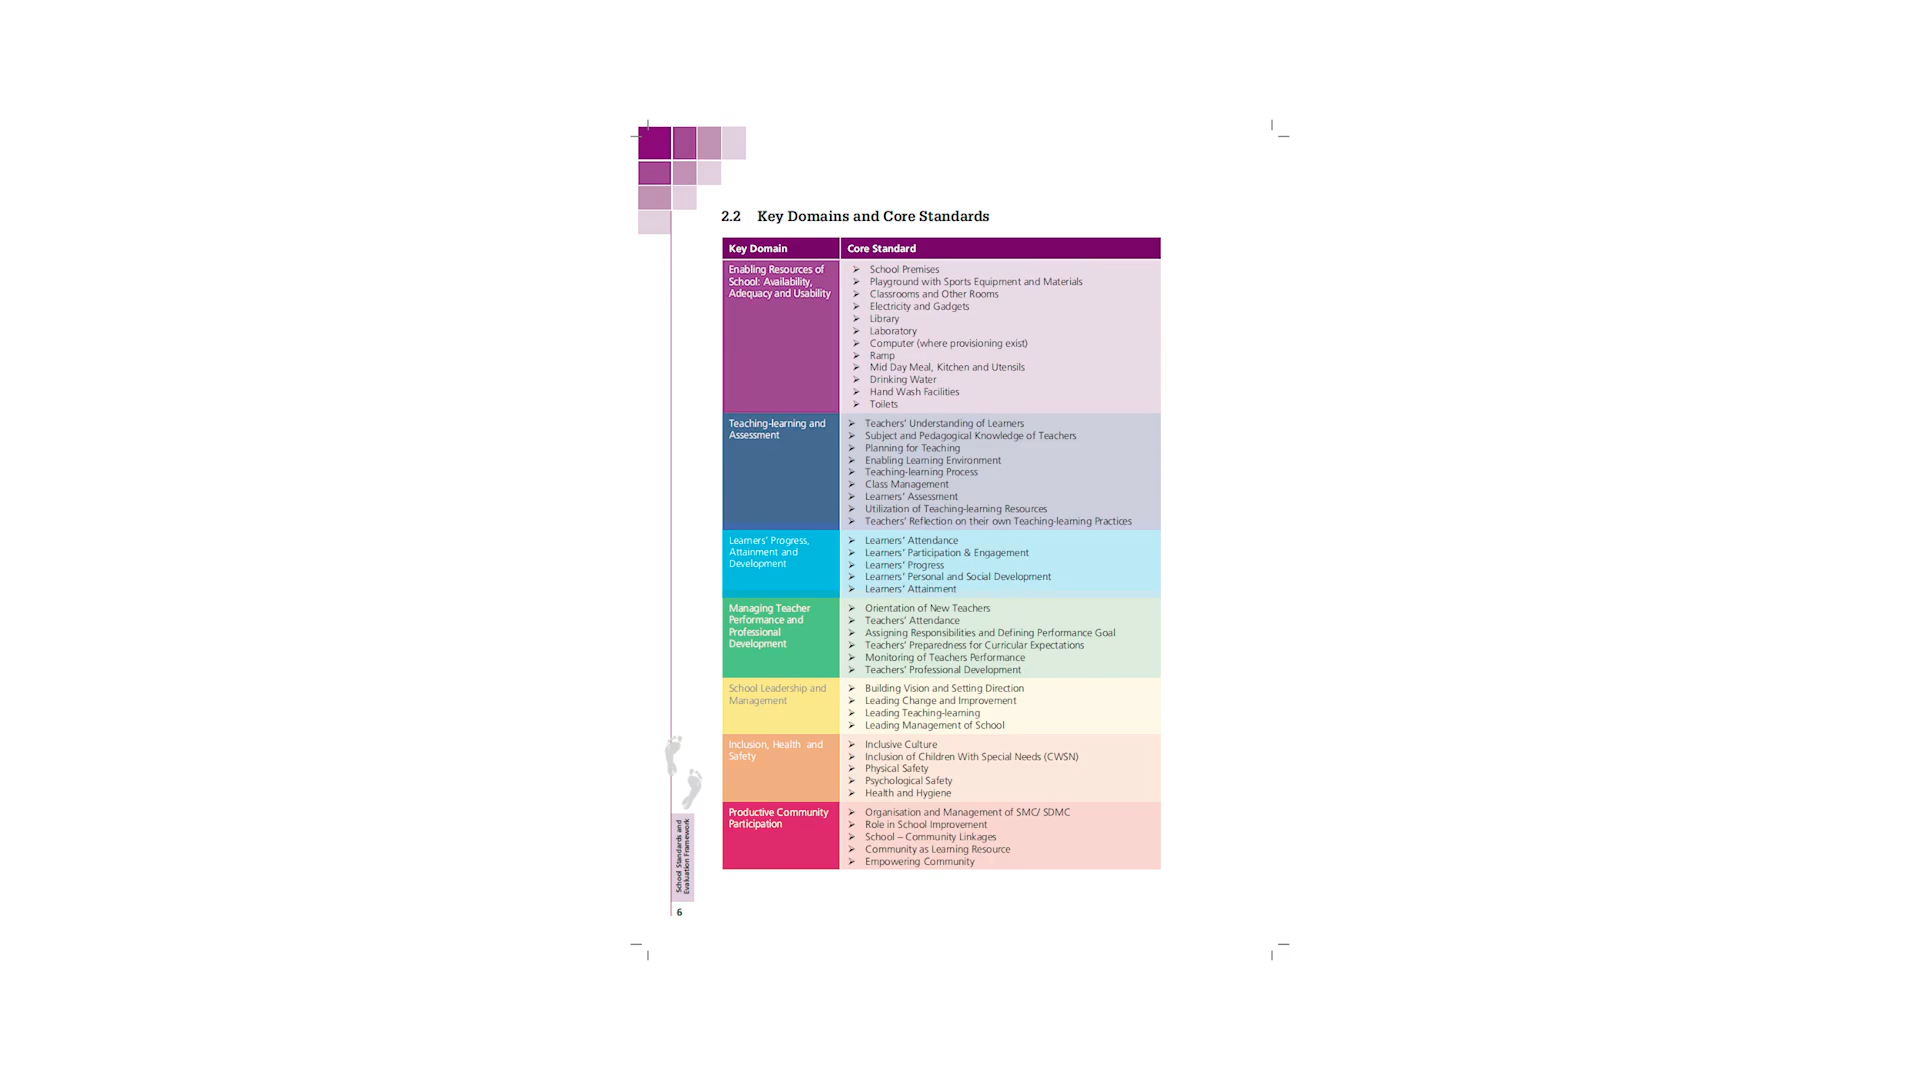 2.2 Key Domains and Core Standards
Key Domain
Core Standard
Enabling Resources of
School: Availability,
Adequacy and Usability
➢ School Premises
➢ Playground with Sports Equipment and Materials
➢ Classrooms and Other Rooms
➢ Electricity and Gadgets
➢ Library
➢ Laboratory
➢ Computer (where provisioning exist)
➢ Ramp
➢ Mid Day Meal, Kitchen and Utensils
➢ Drinking Water
➢ Hand Wash Facilities
➢ Toilets
Teaching-learning and
Assessment
➢ Teachers’ Understanding of Learners
➢ Subject and Pedagogical Knowledge of Teachers
➢ Planning for Teaching
➢ Enabling Learning Environment
➢ Teaching-learning Process
➢ Class Management
➢ Learners’ Assessment
➢ Utilization of Teaching-learning Resources
➢ Teachers’ Reflection on their own Teaching-learning Practices
Learners’ Progress,
Attainment and
Development
➢ Learners’ Attendance
➢ Learners’ Participation & Engagement
➢ Learners’ Progress
➢ Learners’ Personal and Social Development
➢ Learners’ Attainment
Managing Teacher
Performance and
Professional
Development
➢ Orientation of New Teachers
➢ Teachers’ Attendance
➢ Assigning Responsibilities and Defining Performance Goal
➢ Teachers’ Preparedness for Curricular Expectations
➢ Monitoring of Teachers Performance
➢ Teachers’ Professional Development
School Leadership and
Management
➢ Building Vision and Setting Direction
➢ Leading Change and Improvement
➢ Leading Teaching-learning
➢ Leading Management of School
Inclusion, Health and
Safety
➢ Inclusive Culture
➢ Inclusion of Children With Special Needs (CWSN)
➢ Physical Safety
➢ Psychological Safety
➢ Health and Hygiene
Productive Community
Participation
➢ Organisation and Management of SMC/ SDMC
➢ Role in School Improvement
➢ School – Community Linkages
➢ Community as Learning Resource
➢ Empowering Community
School Standards and
Evaluation Framework
6